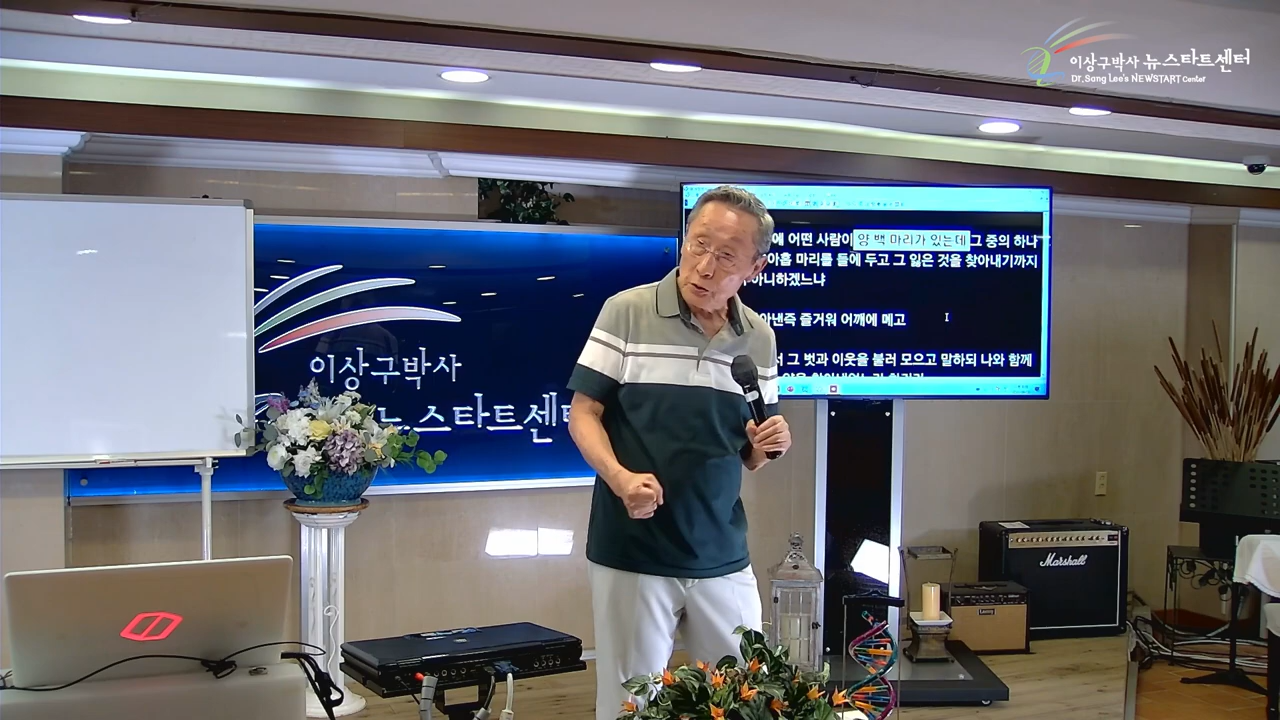 이상구박사 뉴스타트센터
Dr. Sang Lee's NEWSTART Center
에 어떤 사람이 양 백 마리가 있는데 그 중의 하나
아홉 마리를 들에 두고 그 잃은 것을 찾아내기까지
아니하겠느냐
아낸즉 즐거워 어깨에 메고
서 그 벗과 이웃을 불러 모으고 말하되 나와 함께
이상구박사
뉴스타트센
Marshall
Laney